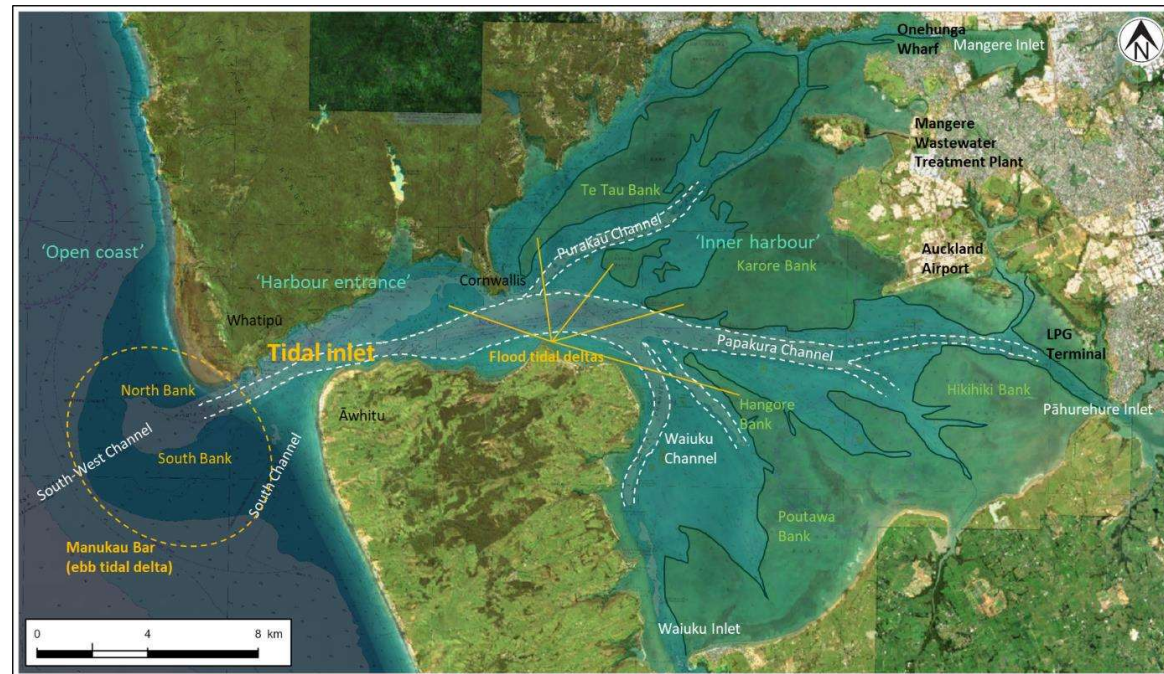 Onehunga
Wharf
Mangere Inlet
N
Mangere
Wastewater
Treatment Plant
Te Tau Bank
Purakau Channel
'Open coast'
'Inner harbour'
Karore Bank
Auckland
Airport
'Harbour entrance'
Cornwallis
Whatipū
Tidal inlet
Flood tidal deltas
Papakura Channel
LPG
Terminal
North Bank
Āwhitu
Hangore
Bank
Hikihiki Bank
Pāhurehure Inlet
South Bank
South-West Channel
South Channel
Waiuku
Channel
Poutawa
Bank
Manukau Bar
(ebb tidal delta)
Waiuku Inlet
0 4 8 km